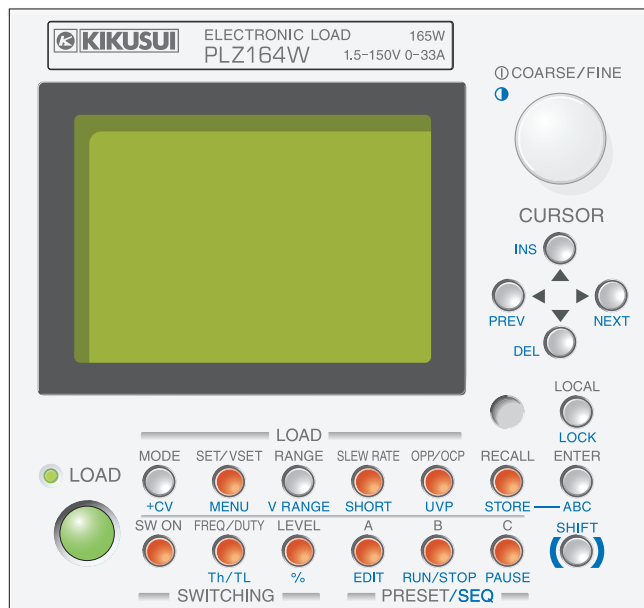 KIKUSUI
ELECTRONIC LOAD 165W
PLZ164W 1.5-150V 0-33A
COARSE/FINE
CURSOR
INS
PREV NEXT
DEL
LOCAL
LOCK
LOAD
MODE SET/VSET RANGE SLEW RATE OPP/OCP RECALL ENTER
LOAD
+CV MENU V RANGE SHORT UVP STORE ABC
SW ON FREQ/DUTY LEVEL A B C SHIFT
Th/TL % EDIT RUN/STOP PAUSE
SWITCHING PRESET/SEQ